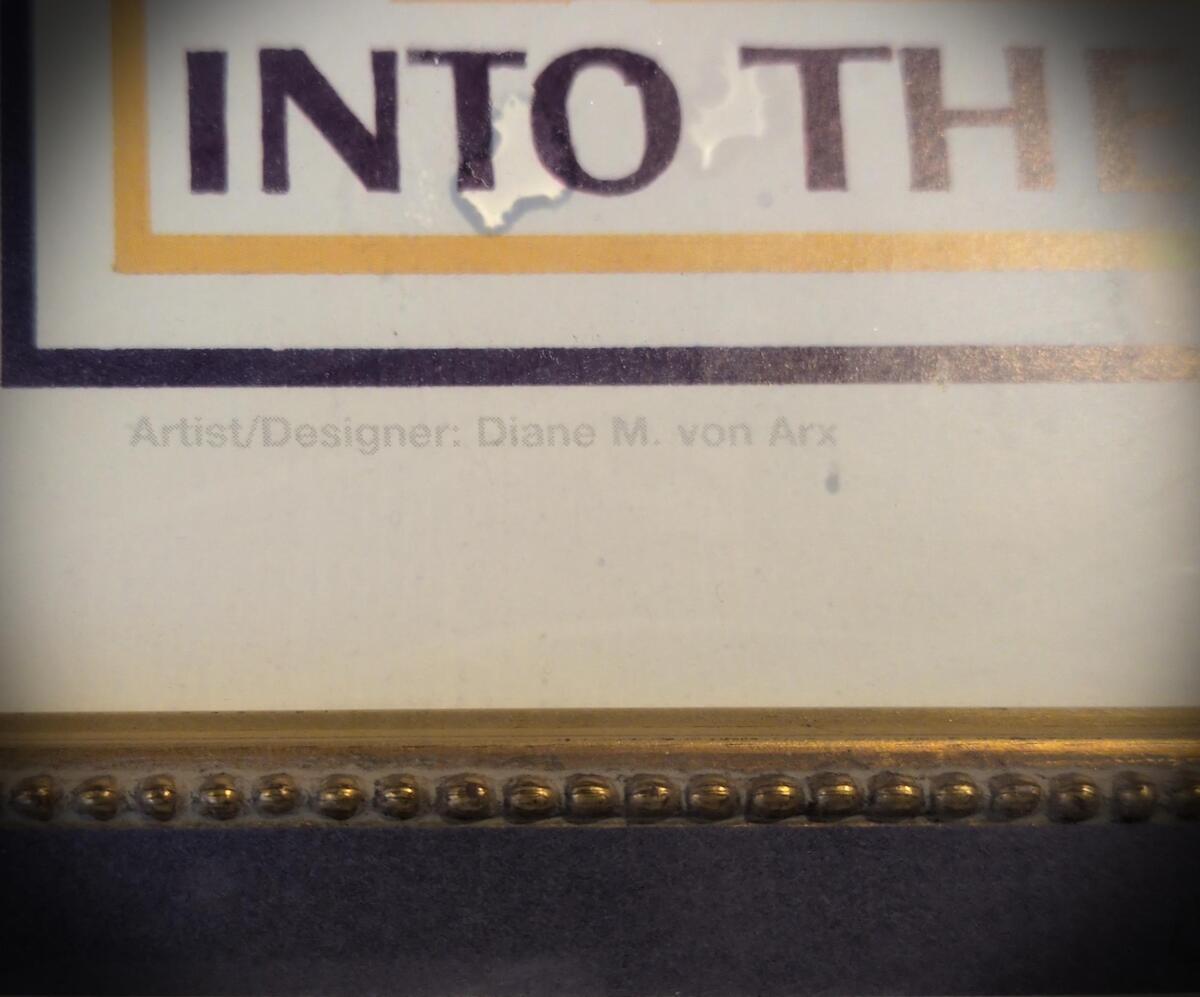 INTO THE
Artist/Designer: Diane M. von Arx